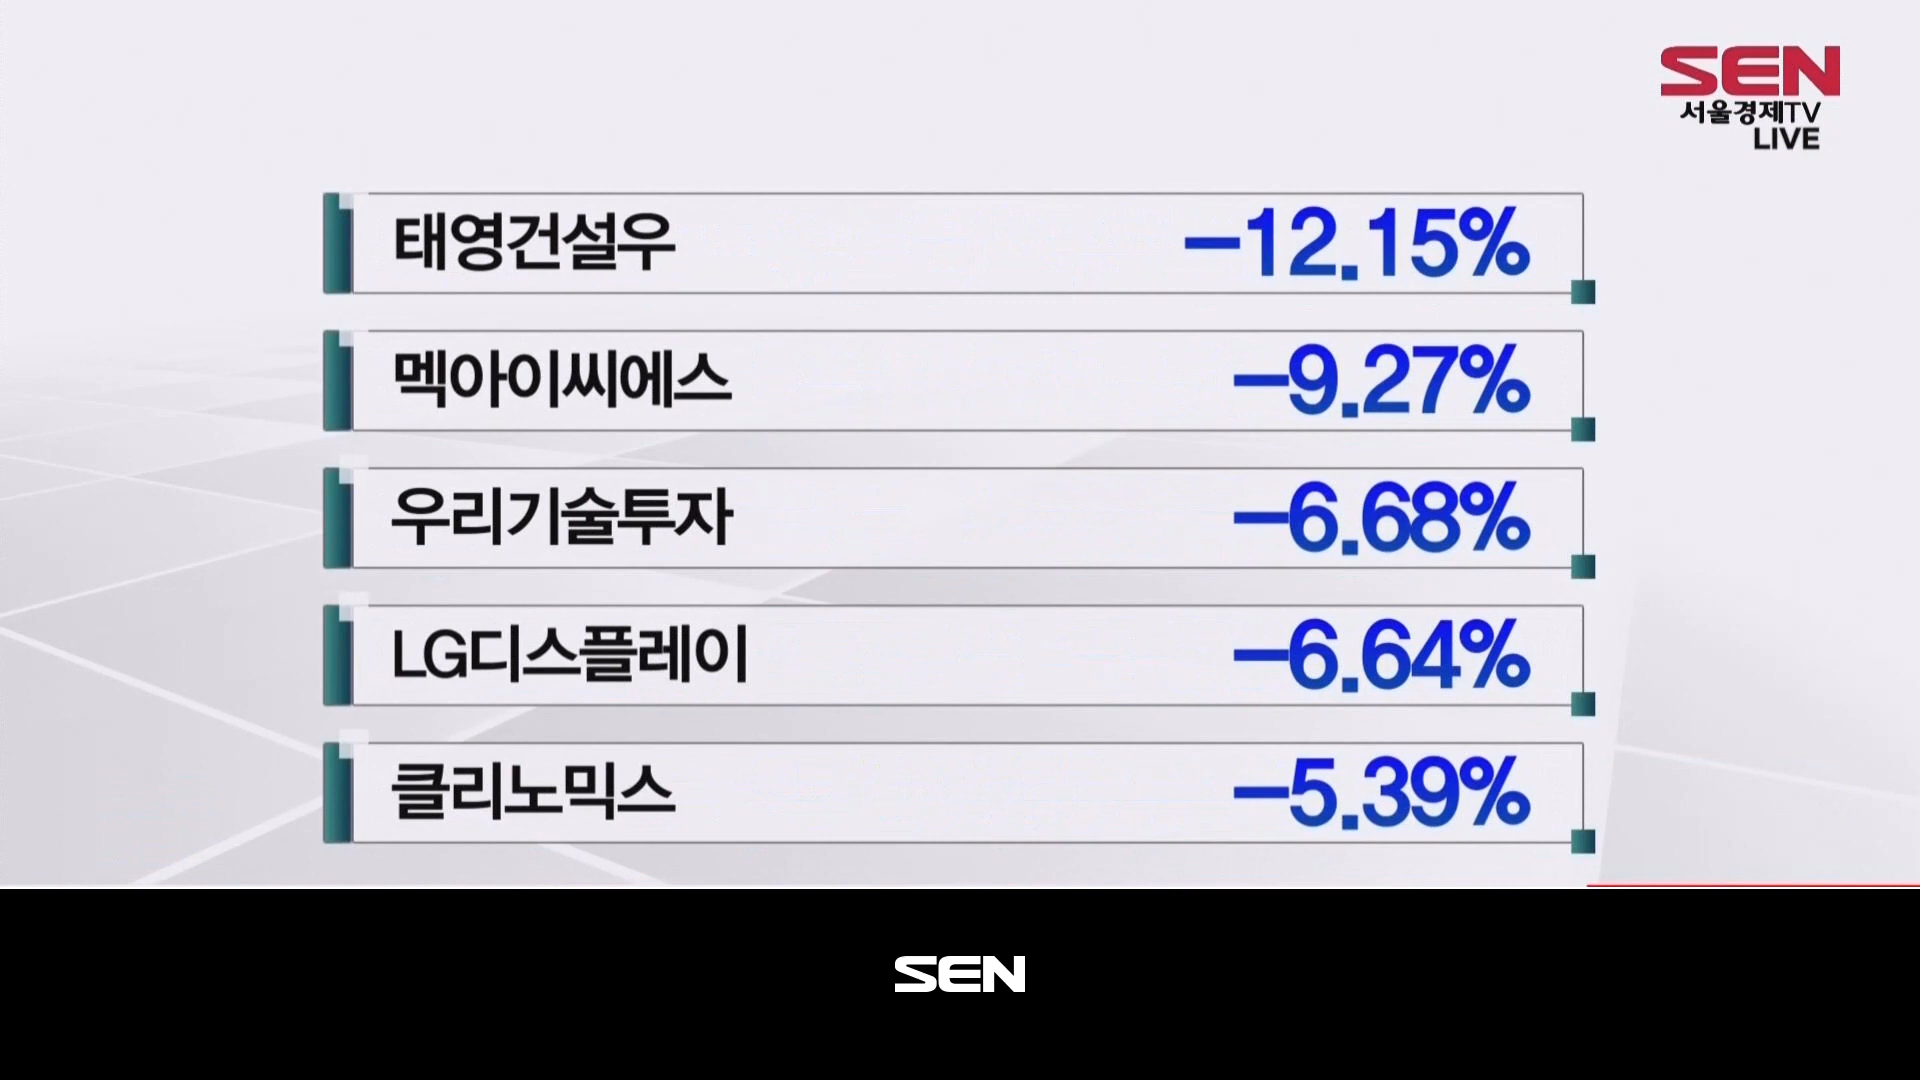 SEN
서울경제TV
LIVE
태영건설우 -12.15%
멕아이씨에스 -9.27%
우리기술투자 -6.68%
LG디스플레이 -6.64%
클리노믹스 -5.39%
SEN